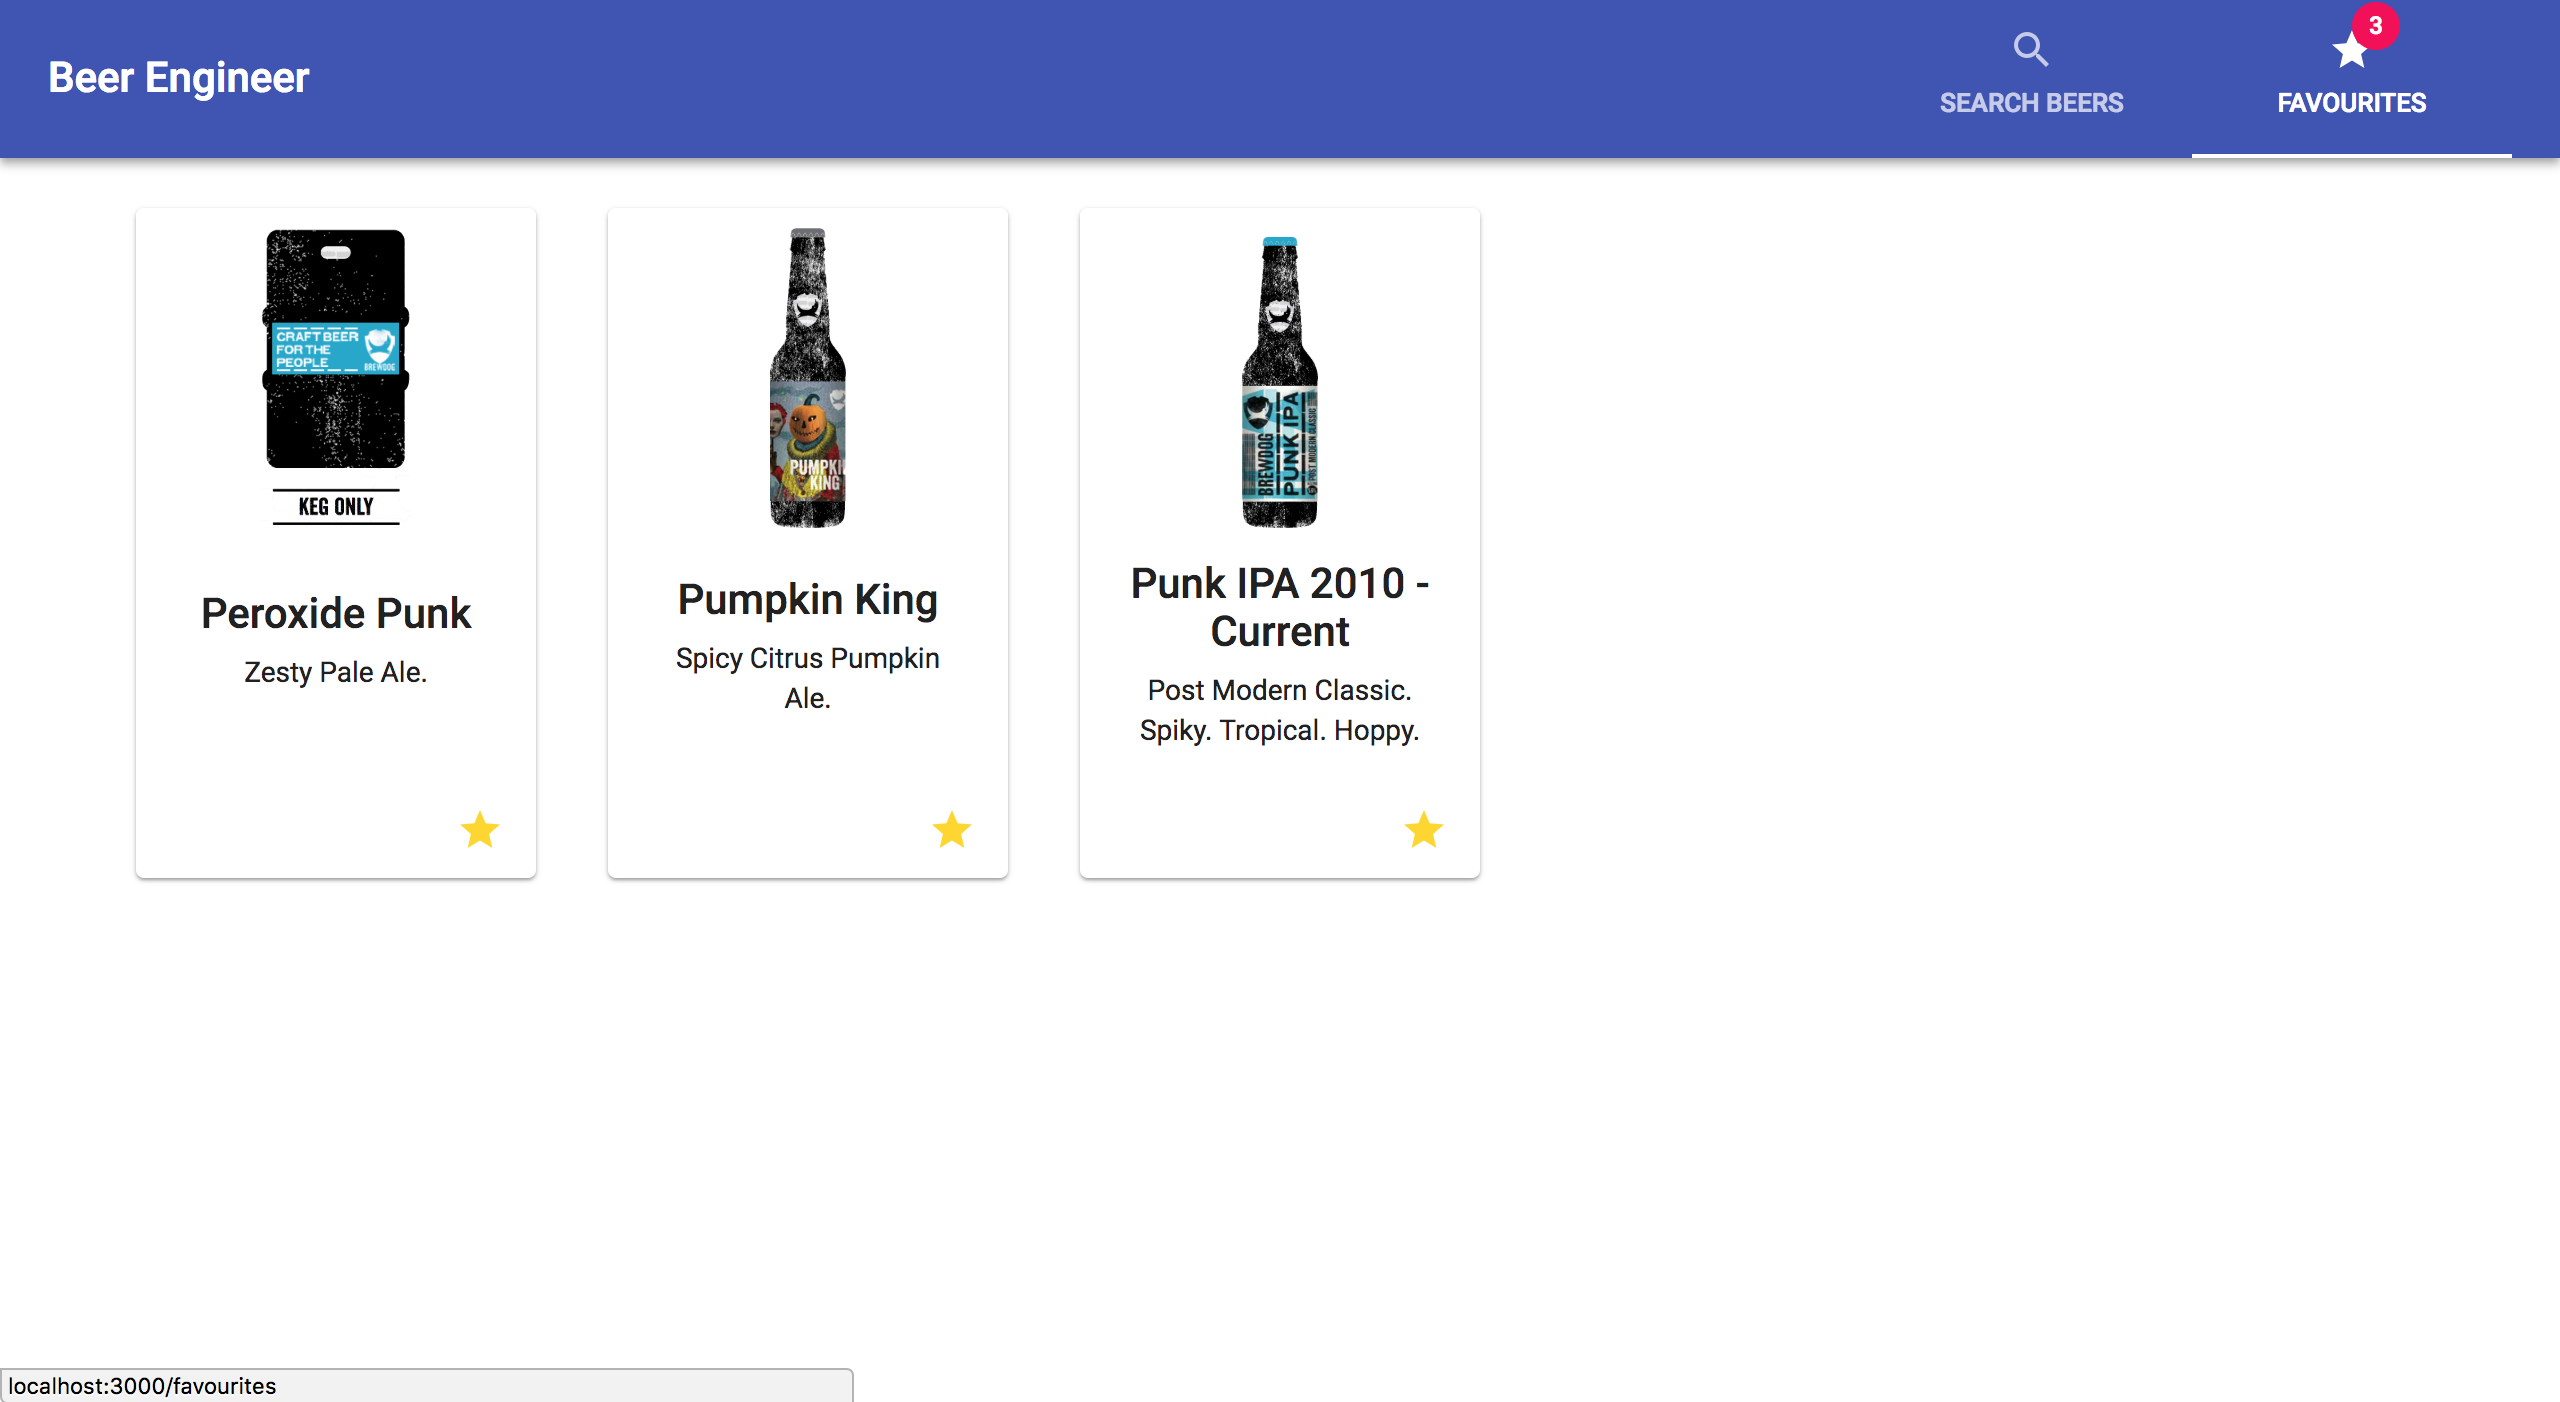 Beer Engineer
SEARCH BEERS
3
FAVOURITES
CRAFT BEER
FOR THE
PEOPLE
BREWDOG
KEG ONLY
Peroxide Punk
Zesty Pale Ale.
PUMPKI
KING
Pumpkin King
Spicy Citrus Pumpkin
Ale.
BREWDOG
PUNK IPA
POST MODERN CLASSIC
Punk IPA 2010 -
Current
Post Modern Classic.
Spiky. Tropical. Hoppy.
localhost:3000/favourites